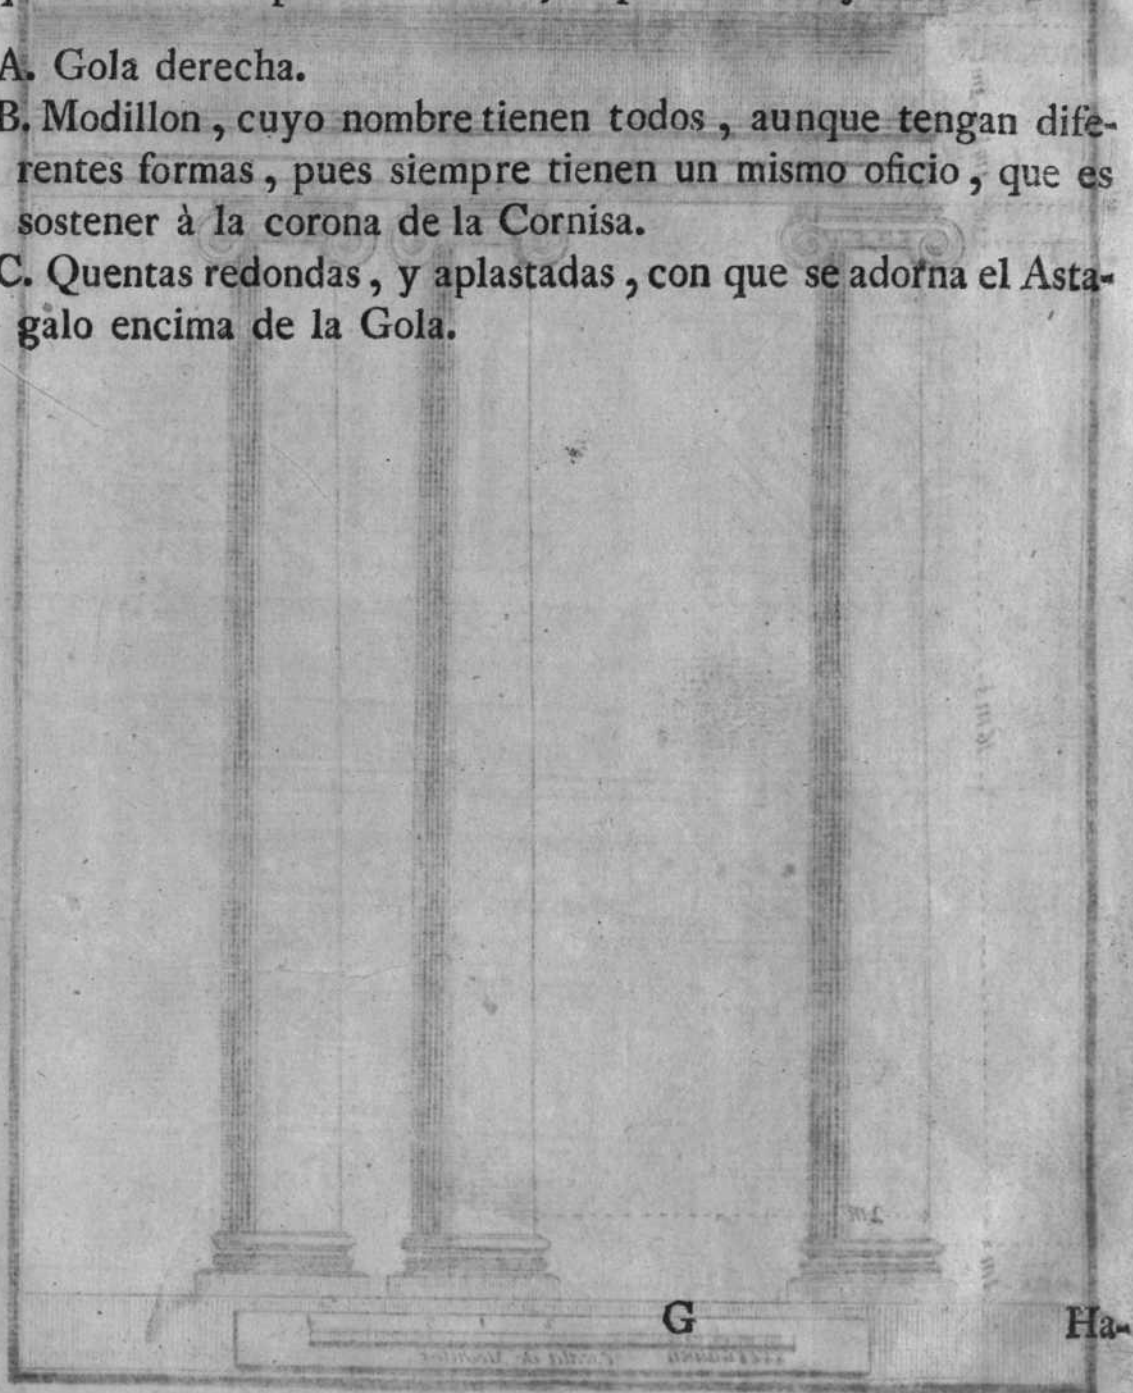 A. Gola derecha.
B. Modillon, cuyo nombre tienen todos, aunque tengan dife-
rentes formas, pues siempre tienen un mismo oficio, que es
sostener à la corona de la Cornisa.
C. Quentas redondas, y aplastadas, con que se adorna el Asta-
galo encima de la Gola.
G
Ha-